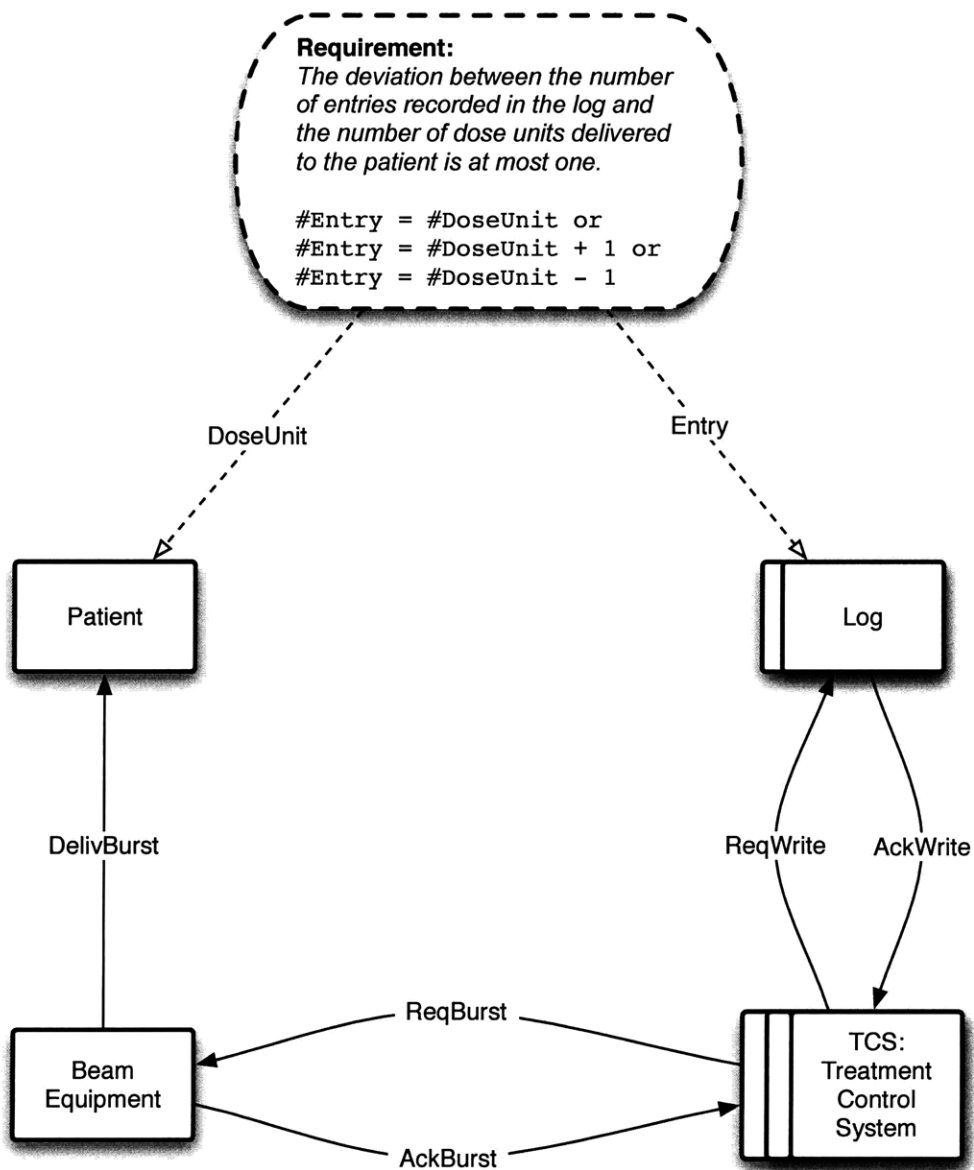 Requirement:
The deviation between the number
of entries recorded in the log and
the number of dose units delivered
to the patient is at most one.
#Entry = #DoseUnit or
#Entry = #DoseUnit + 1 or
#Entry = #DoseUnit - 1
DoseUnit
Entry
Patient
Log
DelivBurst
ReqWrite
AckWrite
ReqBurst
Beam
Equipment
TCS:
Treatment
Control
System
AckBurst